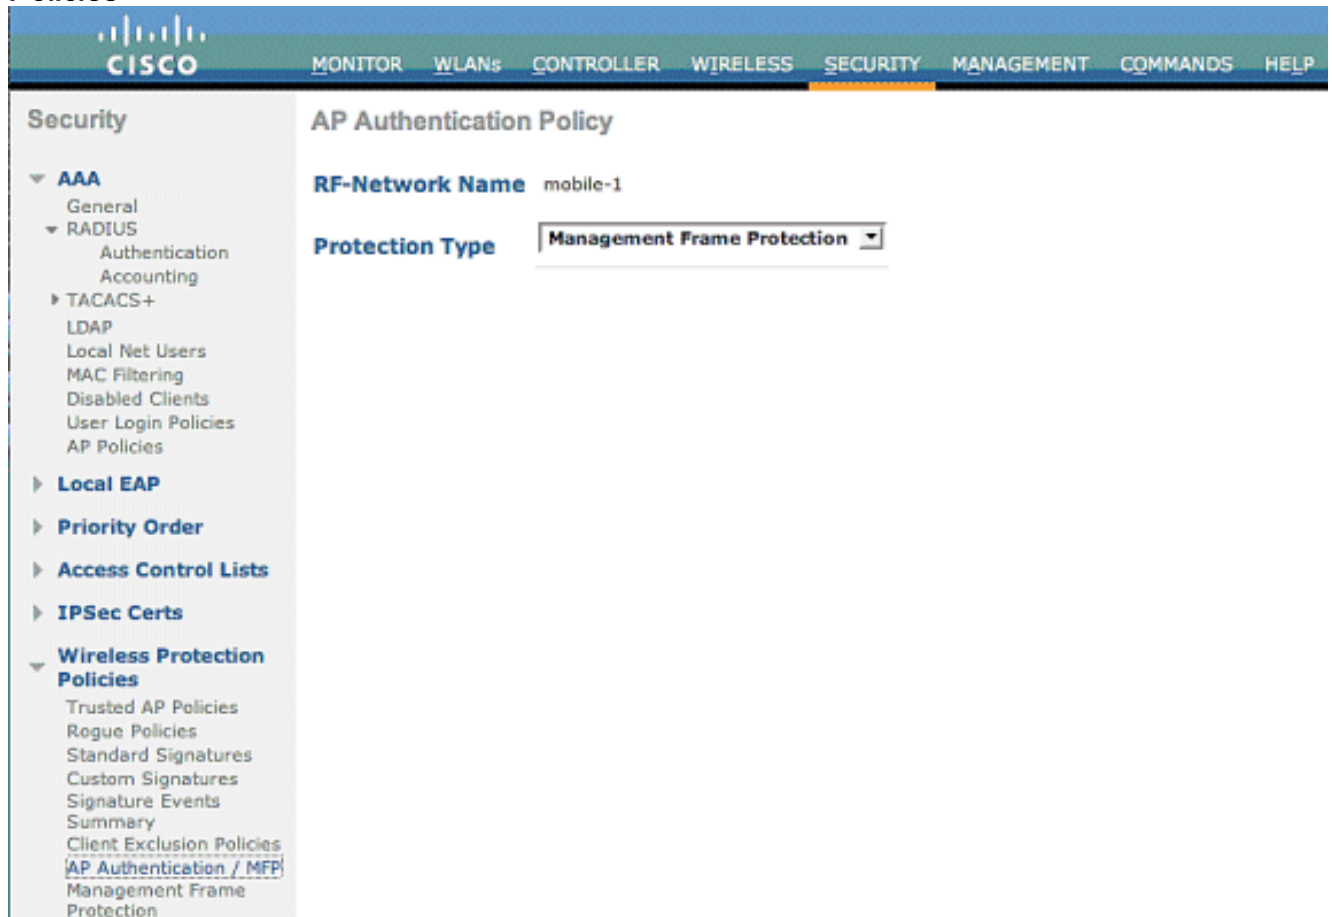 CISCO
MONITOR WLANs CONTROLLER WIRELESS SECURITY MANAGEMENT COMMANDS HELP
Security
AAA
General
RADIUS
Authentication
Accounting
TACACS+
LDAP
Local Net Users
MAC Filtering
Disabled Clients
User Login Policies
AP Policies
Local EAP
Priority Order
Access Control Lists
IPSec Certs
Wireless Protection
Policies
Trusted AP Policies
Rogue Policies
Standard Signatures
Custom Signatures
Signature Events
Summary
Client Exclusion Policies
AP Authentication / MFP
Management Frame
Protection
AP Authentication Policy
RF-Network Name mobile-1
Protection Type Management Frame Protection